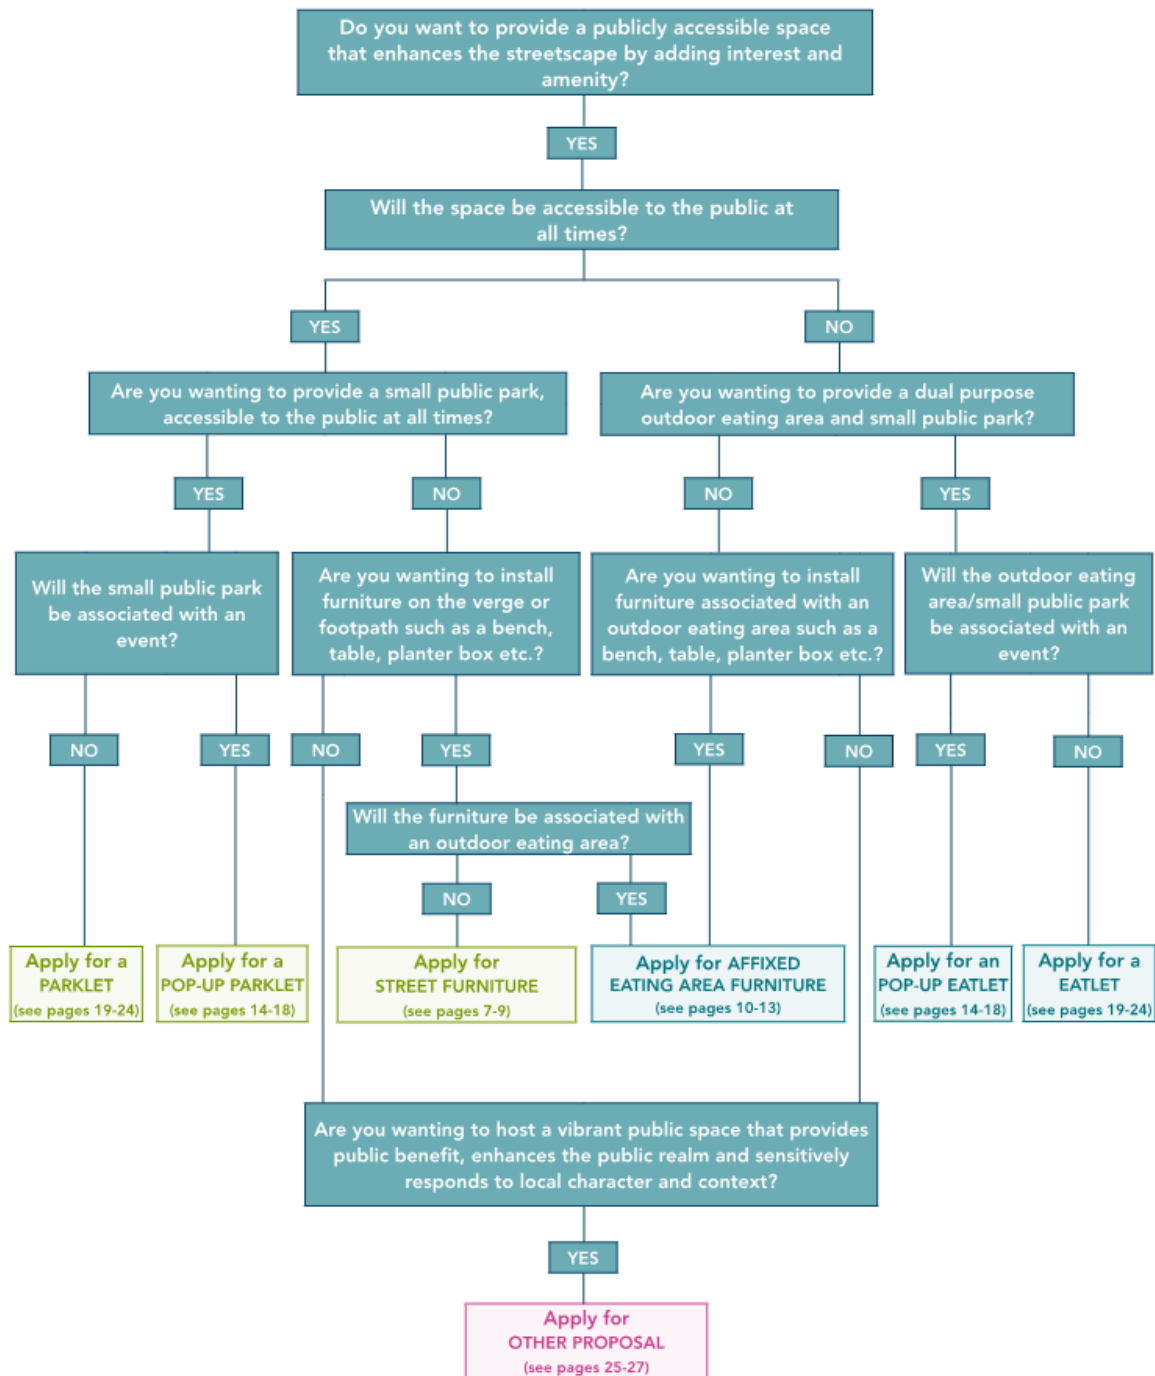 Do you want to provide a publicly accessible space
that enhances the streetscape by adding interest and
amenity?
YES
Will the space be accessible to the public at
all times?
YES
NO
Are you wanting to provide a small public park,
accessible to the public at all times?
Are you wanting to provide a dual purpose
outdoor eating area and small public park?
YES
NO
NO
YES
Will the small public park
be associated with an
event?
Are you wanting to install
furniture on the verge or
footpath such as a bench,
table, planter box etc.?
Are you wanting to install
furniture associated with an
outdoor eating area such as a
bench, table, planter box etc.?
Will the outdoor eating
area/small public park
be associated with an
event?
NO
YES
NO
YES
YES
NO
YES
NO
Will the furniture be associated with
an outdoor eating area?
NO
YES
Apply for a
PARKLET
(see pages 19-24)
Apply for a
POP-UP PARKLET
(see pages 14-18)
Apply for
STREET FURNITURE
(see pages 7-9)
Apply for AFFIXED
EATING AREA FURNITURE
(see pages 10-13)
Apply for an
POP-UP EATLET
(see pages 14-18)
Apply for a
EATLET
(see pages 19-24)
Are you wanting to host a vibrant public space that provides
public benefit, enhances the public realm and sensitively
responds to local character and context?
YES
Apply for
OTHER PROPOSAL
(see pages 25-27)